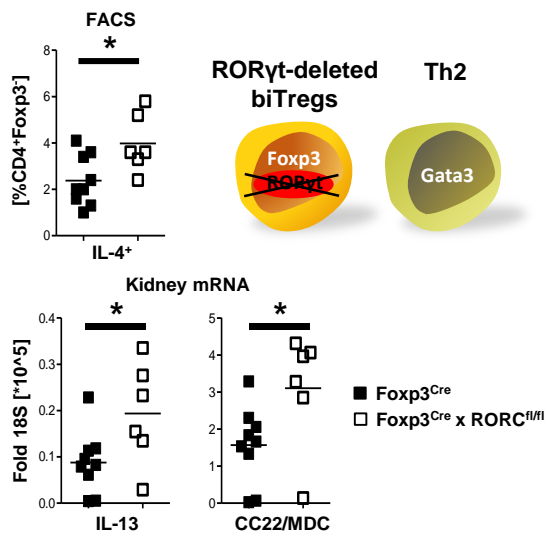 FACS
*
[%CD4⁺Foxp3⁻]
8
6
4
2
0
IL-4⁺
RORγt-deleted
biTregs
Foxp3
RORγt
Th2
Gata3
Kidney mRNA
*
Fold 18S [*10^5]
0.4
0.3
0.2
0.1
0.0
IL-13
*
5
4
3
2
1
0
CC22/MDC
Foxp3ᶜʳᵉ
Foxp3ᶜʳᵉ x RORCᶠˡ/ᶠˡ